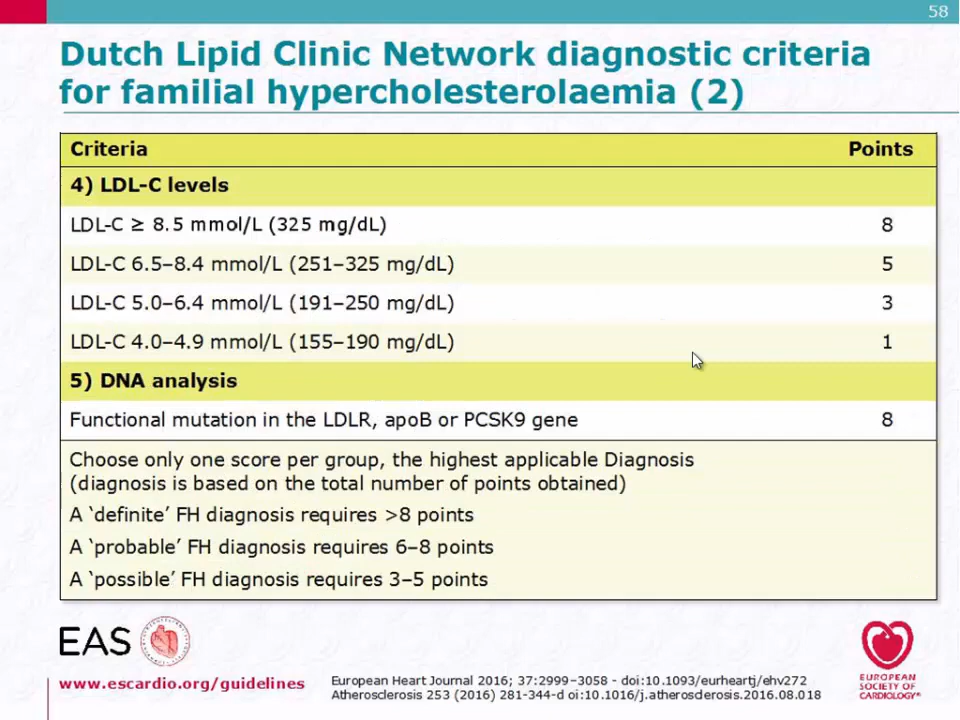 58
Dutch Lipid Clinic Network diagnostic criteria
for familial hypercholesterolaemia (2)
Criteria Points
4) LDL-C levels
LDL-C ≥ 8.5 mmol/L (325 mg/dL) 8
LDL-C 6.5–8.4 mmol/L (251–325 mg/dL) 5
LDL-C 5.0–6.4 mmol/L (191–250 mg/dL) 3
LDL-C 4.0–4.9 mmol/L (155–190 mg/dL) 1
5) DNA analysis
Functional mutation in the LDLR, apoB or PCSK9 gene 8
Choose only one score per group, the highest applicable Diagnosis
(diagnosis is based on the total number of points obtained)
A ‘definite’ FH diagnosis requires >8 points
A ‘probable’ FH diagnosis requires 6–8 points
A ‘possible’ FH diagnosis requires 3–5 points
EAS
www.escardio.org/guidelines
European Heart Journal 2016; 37:2999–3058 - doi:10.1093/eurheartj/ehv272
Atherosclerosis 253 (2016) 281-344-d oi:10.1016/j.atherosclerosis.2016.08.018
EUROPEAN
SOCIETY OF
CARDIOLOGY®